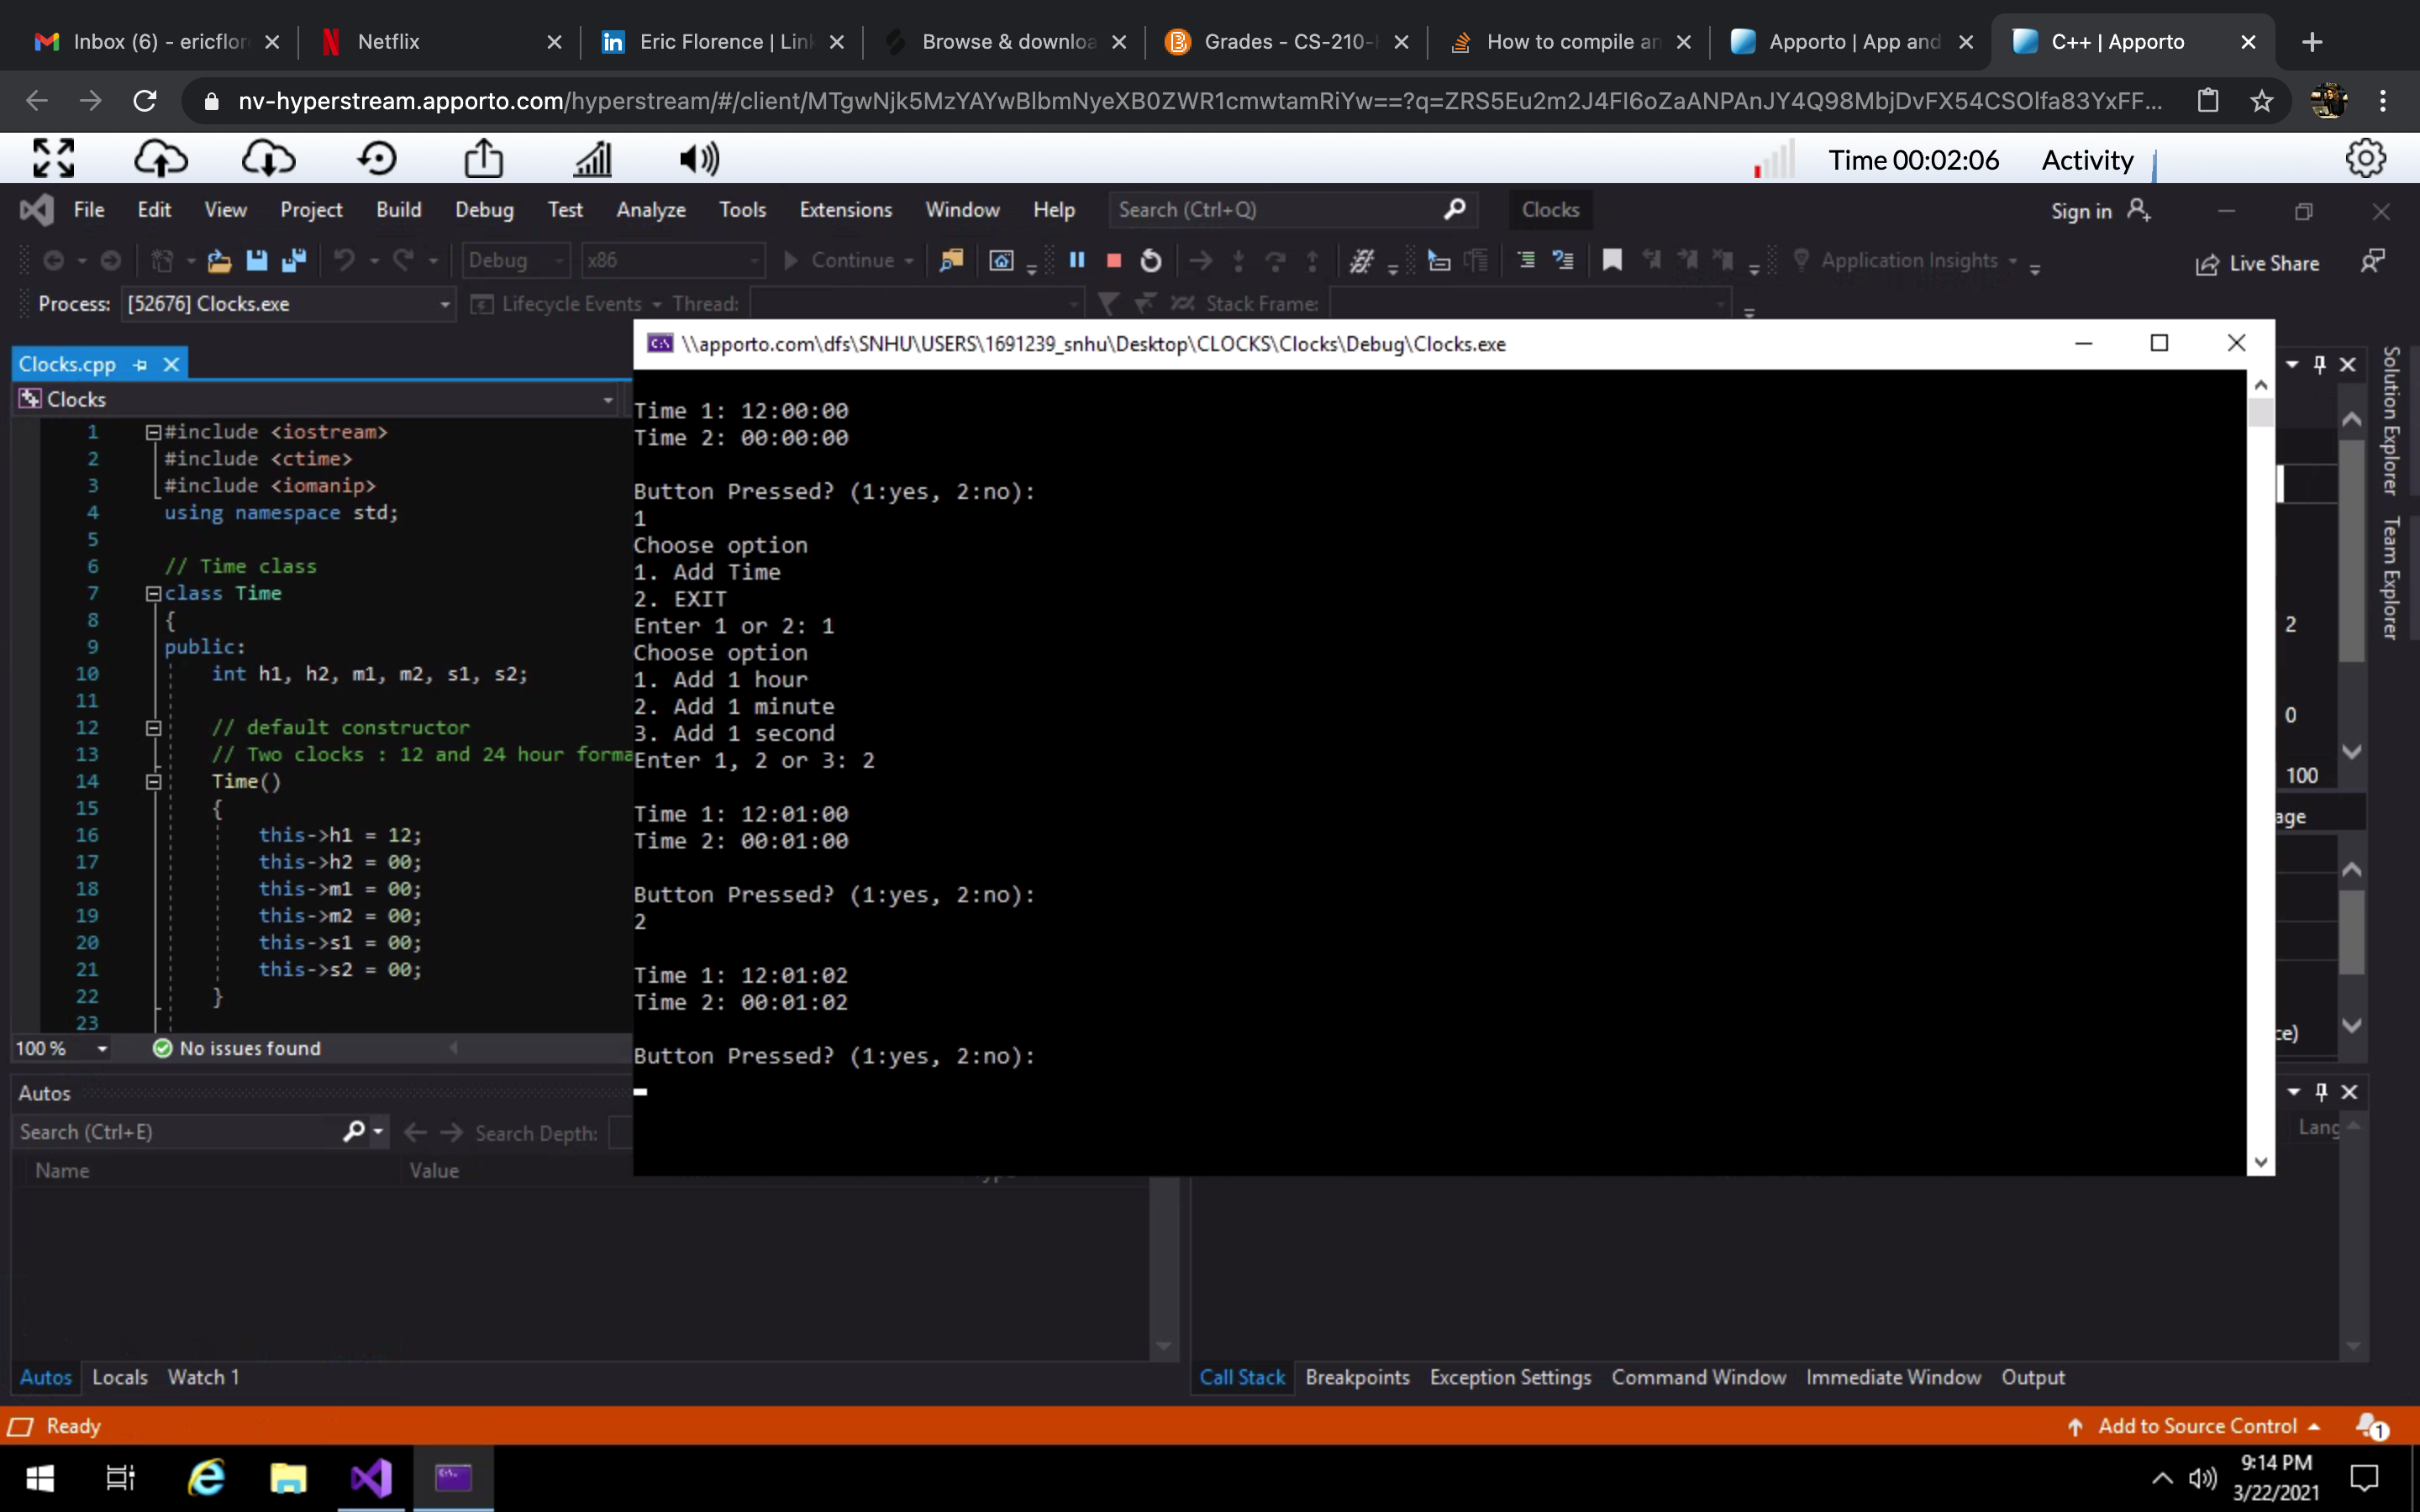 Inbox (6) - ericflor
Netflix
Eric Florence | Lin
Browse & downloa
Grades - CS-210-
How to compile an
Apporto | App and
C++ | Apporto
nv-hyperstream.apporto.com/hyperstream/#/client/
Time 00:02:06
Activity
File Edit View Project Build Debug Test Analyze Tools Extensions Window Help Search (Ctrl+Q) Clocks Sign in
Debug x86 Continue Application Insights Live Share
Process: [52676] Clocks.exe Lifecycle Events Thread: Stack Frame:
Clocks.cpp
Clocks
1 #include <iostream>
2 #include <ctime>
3 #include <iomanip>
4 using namespace std;
5
6 // Time class
7 class Time
8 {
9 public:
10 int h1, h2, m1, m2, s1, s2;
11
12 // default constructor
13 // Two clocks : 12 and 24 hour forma
14 Time()
15 {
16 this->h1 = 12;
17 this->h2 = 00;
18 this->m1 = 00;
19 this->m2 = 00;
20 this->s1 = 00;
21 this->s2 = 00;
22 }
23
100 % No issues found
C:\ \\apporto.com\dfs\SNHU\USERS\1691239_snhu\Desktop\CLOCKS\Clocks\Debug\Clocks.exe
Time 1: 12:00:00
Time 2: 00:00:00
Button Pressed? (1:yes, 2:no):
1
Choose option
1. Add Time
2. EXIT
Enter 1 or 2: 1
Choose option
1. Add 1 hour
2. Add 1 minute
3. Add 1 second
Enter 1, 2 or 3: 2
Time 1: 12:01:00
Time 2: 00:01:00
Button Pressed? (1:yes, 2:no):
2
Time 1: 12:01:02
Time 2: 00:01:02
Button Pressed? (1:yes, 2:no):
Solution Explorer
Team Explorer
2
0
100
age
ce)
Lang
Autos
Search (Ctrl+E) Search Depth:
Name Value
Autos Locals Watch 1
Call Stack Breakpoints Exception Settings Command Window Immediate Window Output
Ready
Add to Source Control
1
9:14 PM
3/22/2021